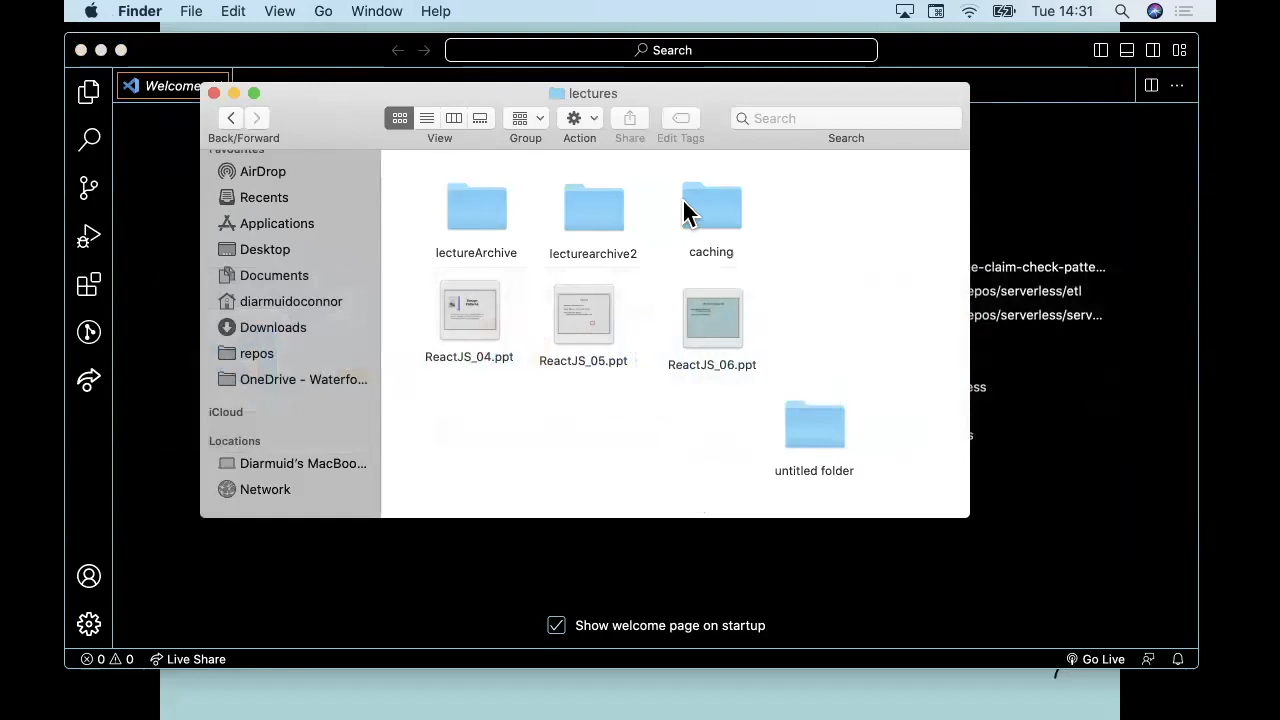 Finder File Edit View Go Window Help Tue 14:31
Search
Welcome
lectures
Search
Back/Forward View Group Action Share Edit Tags Search
Favourites
AirDrop
Recents
Applications
Desktop
Documents
diarmuidoconnor
Downloads
repos
OneDrive - Waterfo...
iCloud
Locations
Diarmuid's MacBoo...
Network
lectureArchive lecturearchive2 caching
ReactJS_04.ppt ReactJS_05.ppt ReactJS_06.ppt
untitled folder
e-claim-check-patte...
epos/serverless/etl
epos/serverless/serv...
ess
s
Show welcome page on startup
0 0 Live Share Go Live